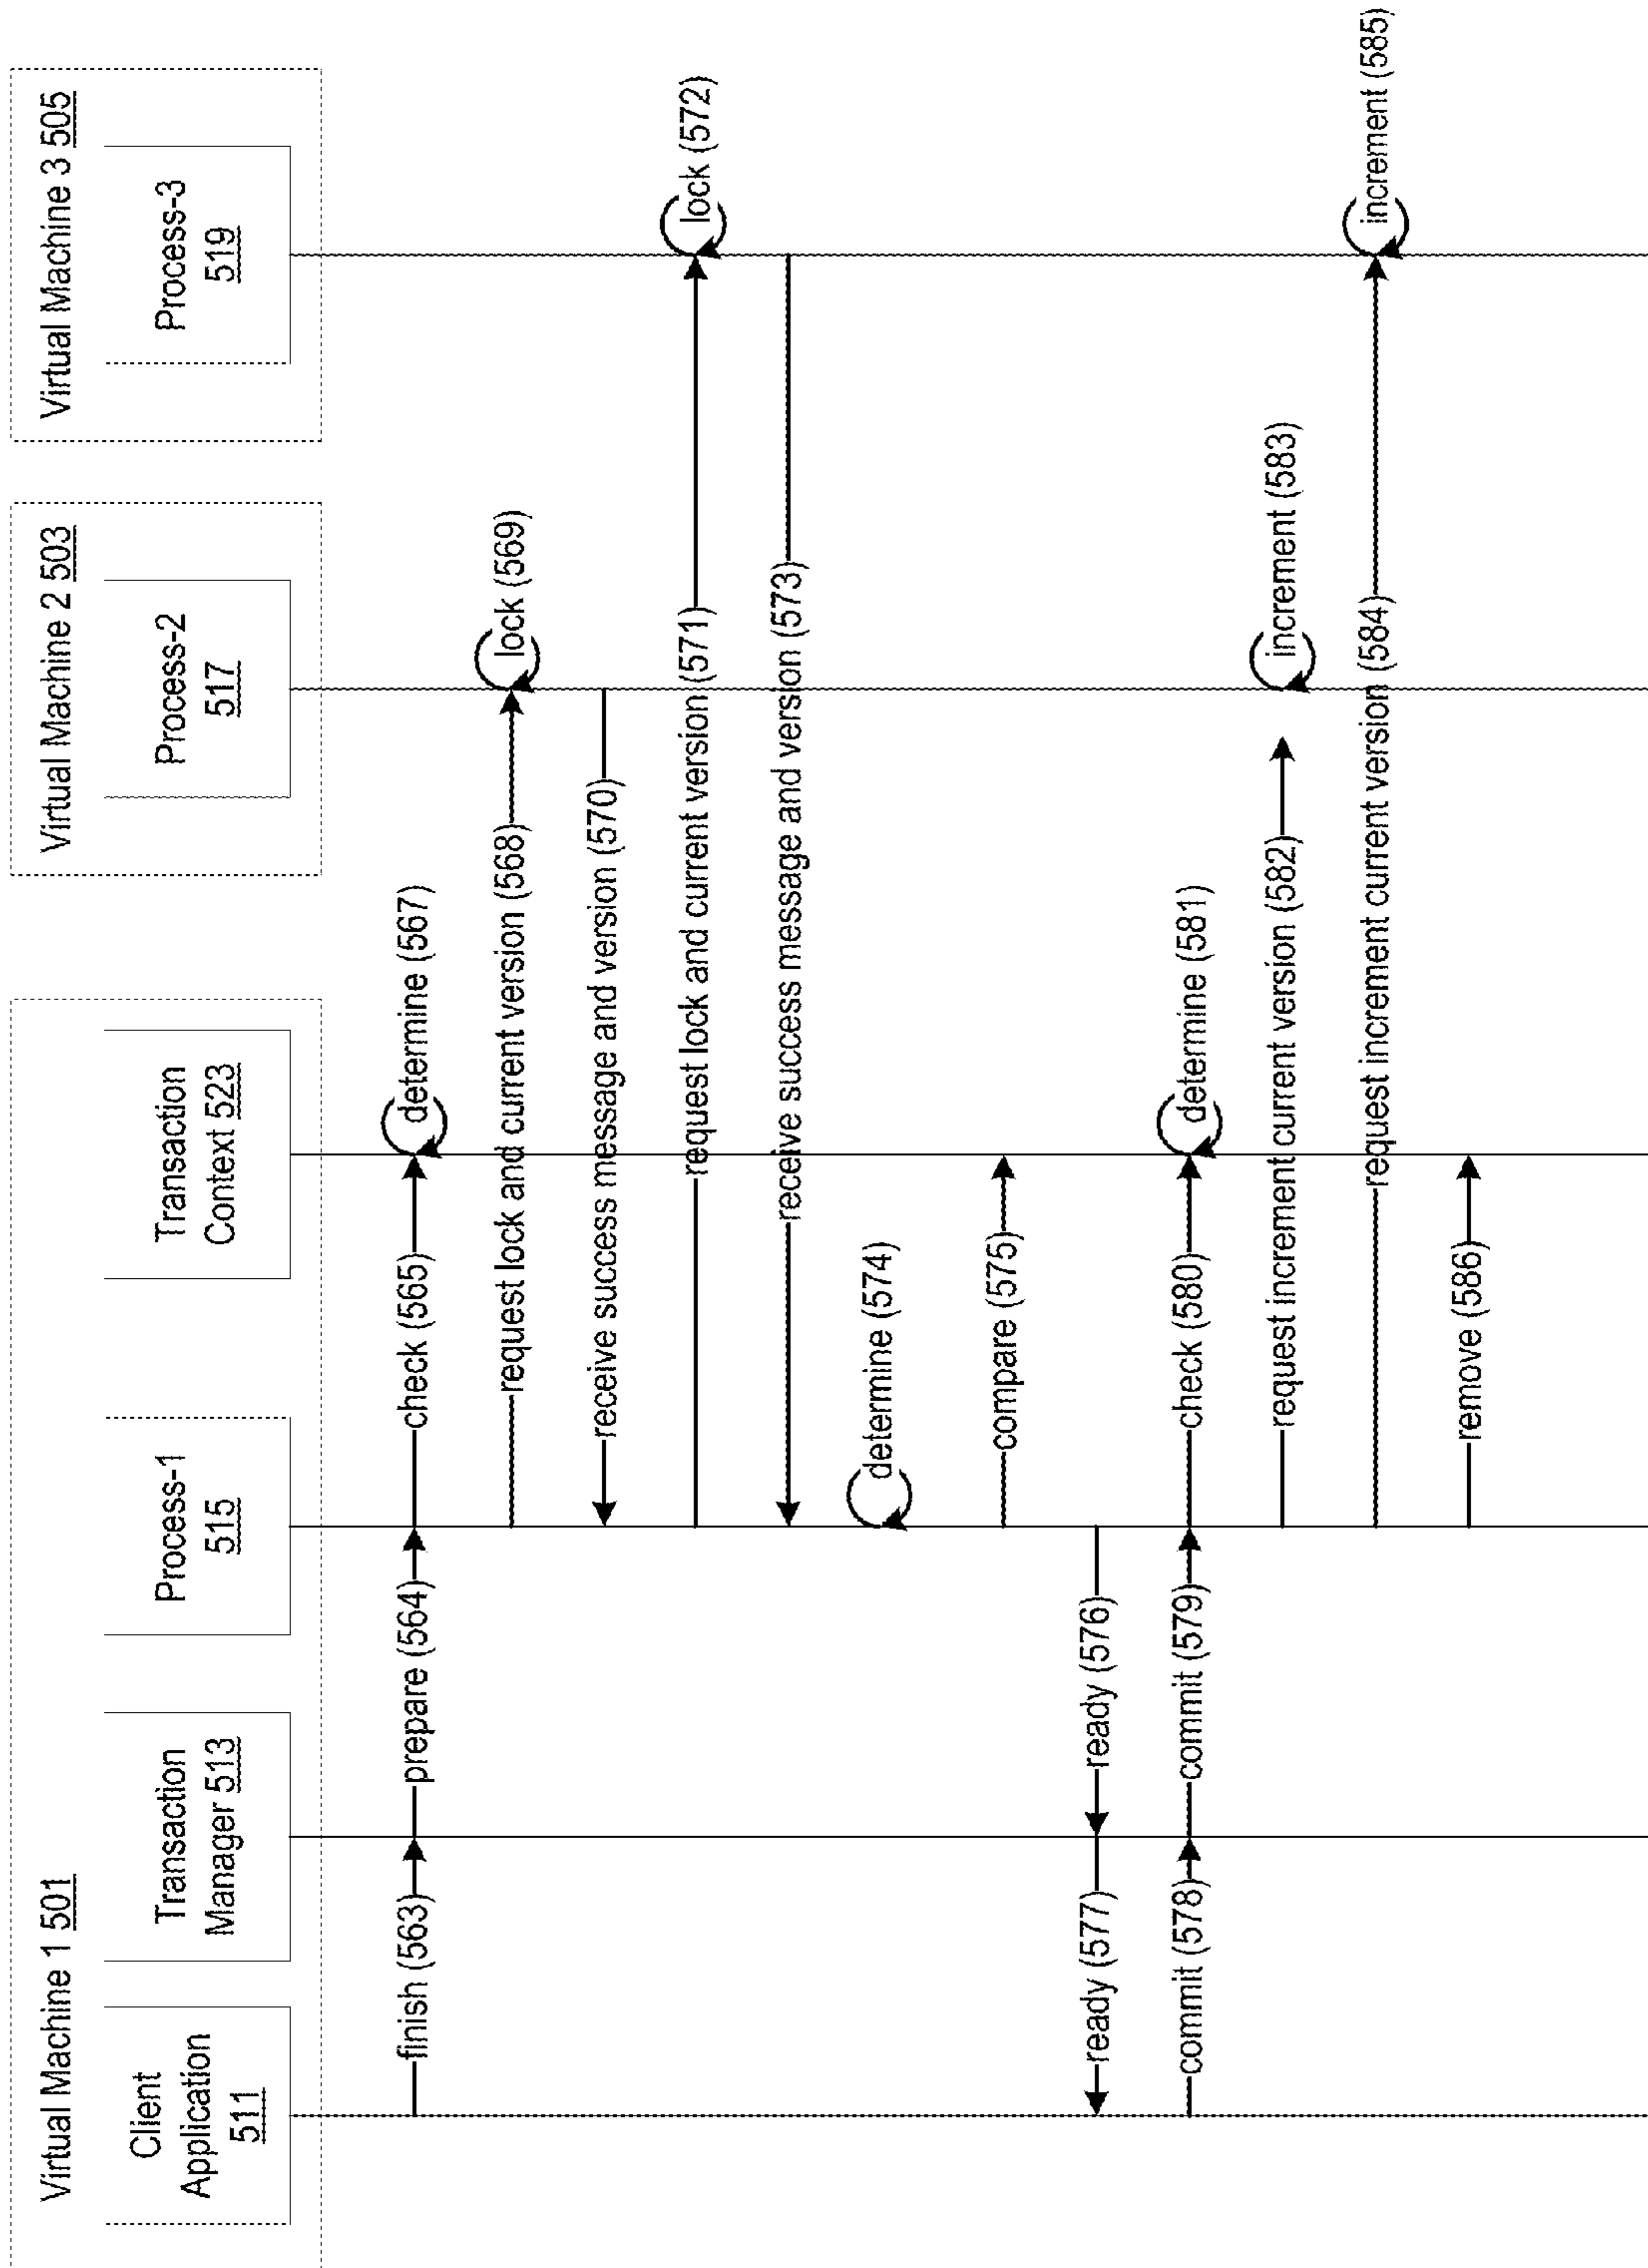 Virtual Machine 1 501
Virtual Machine 2 503
Virtual Machine 3 505
Client
Application
511
Transaction
Manager 513
Process-1
515
Transaction
Context 523
Process-2
517
Process-3
519
finish (563)
prepare (564)
check (565)
determine (567)
request lock and current version (568)
lock (569)
receive success message and version (570)
request lock and current version (571)
lock (572)
receive success message and version (573)
determine (574)
compare (575)
ready (576)
ready (577)
commit (578)
commit (579)
check (580)
determine (581)
request increment current version (582)
increment (583)
request increment current version (584)
increment (585)
remove (586)